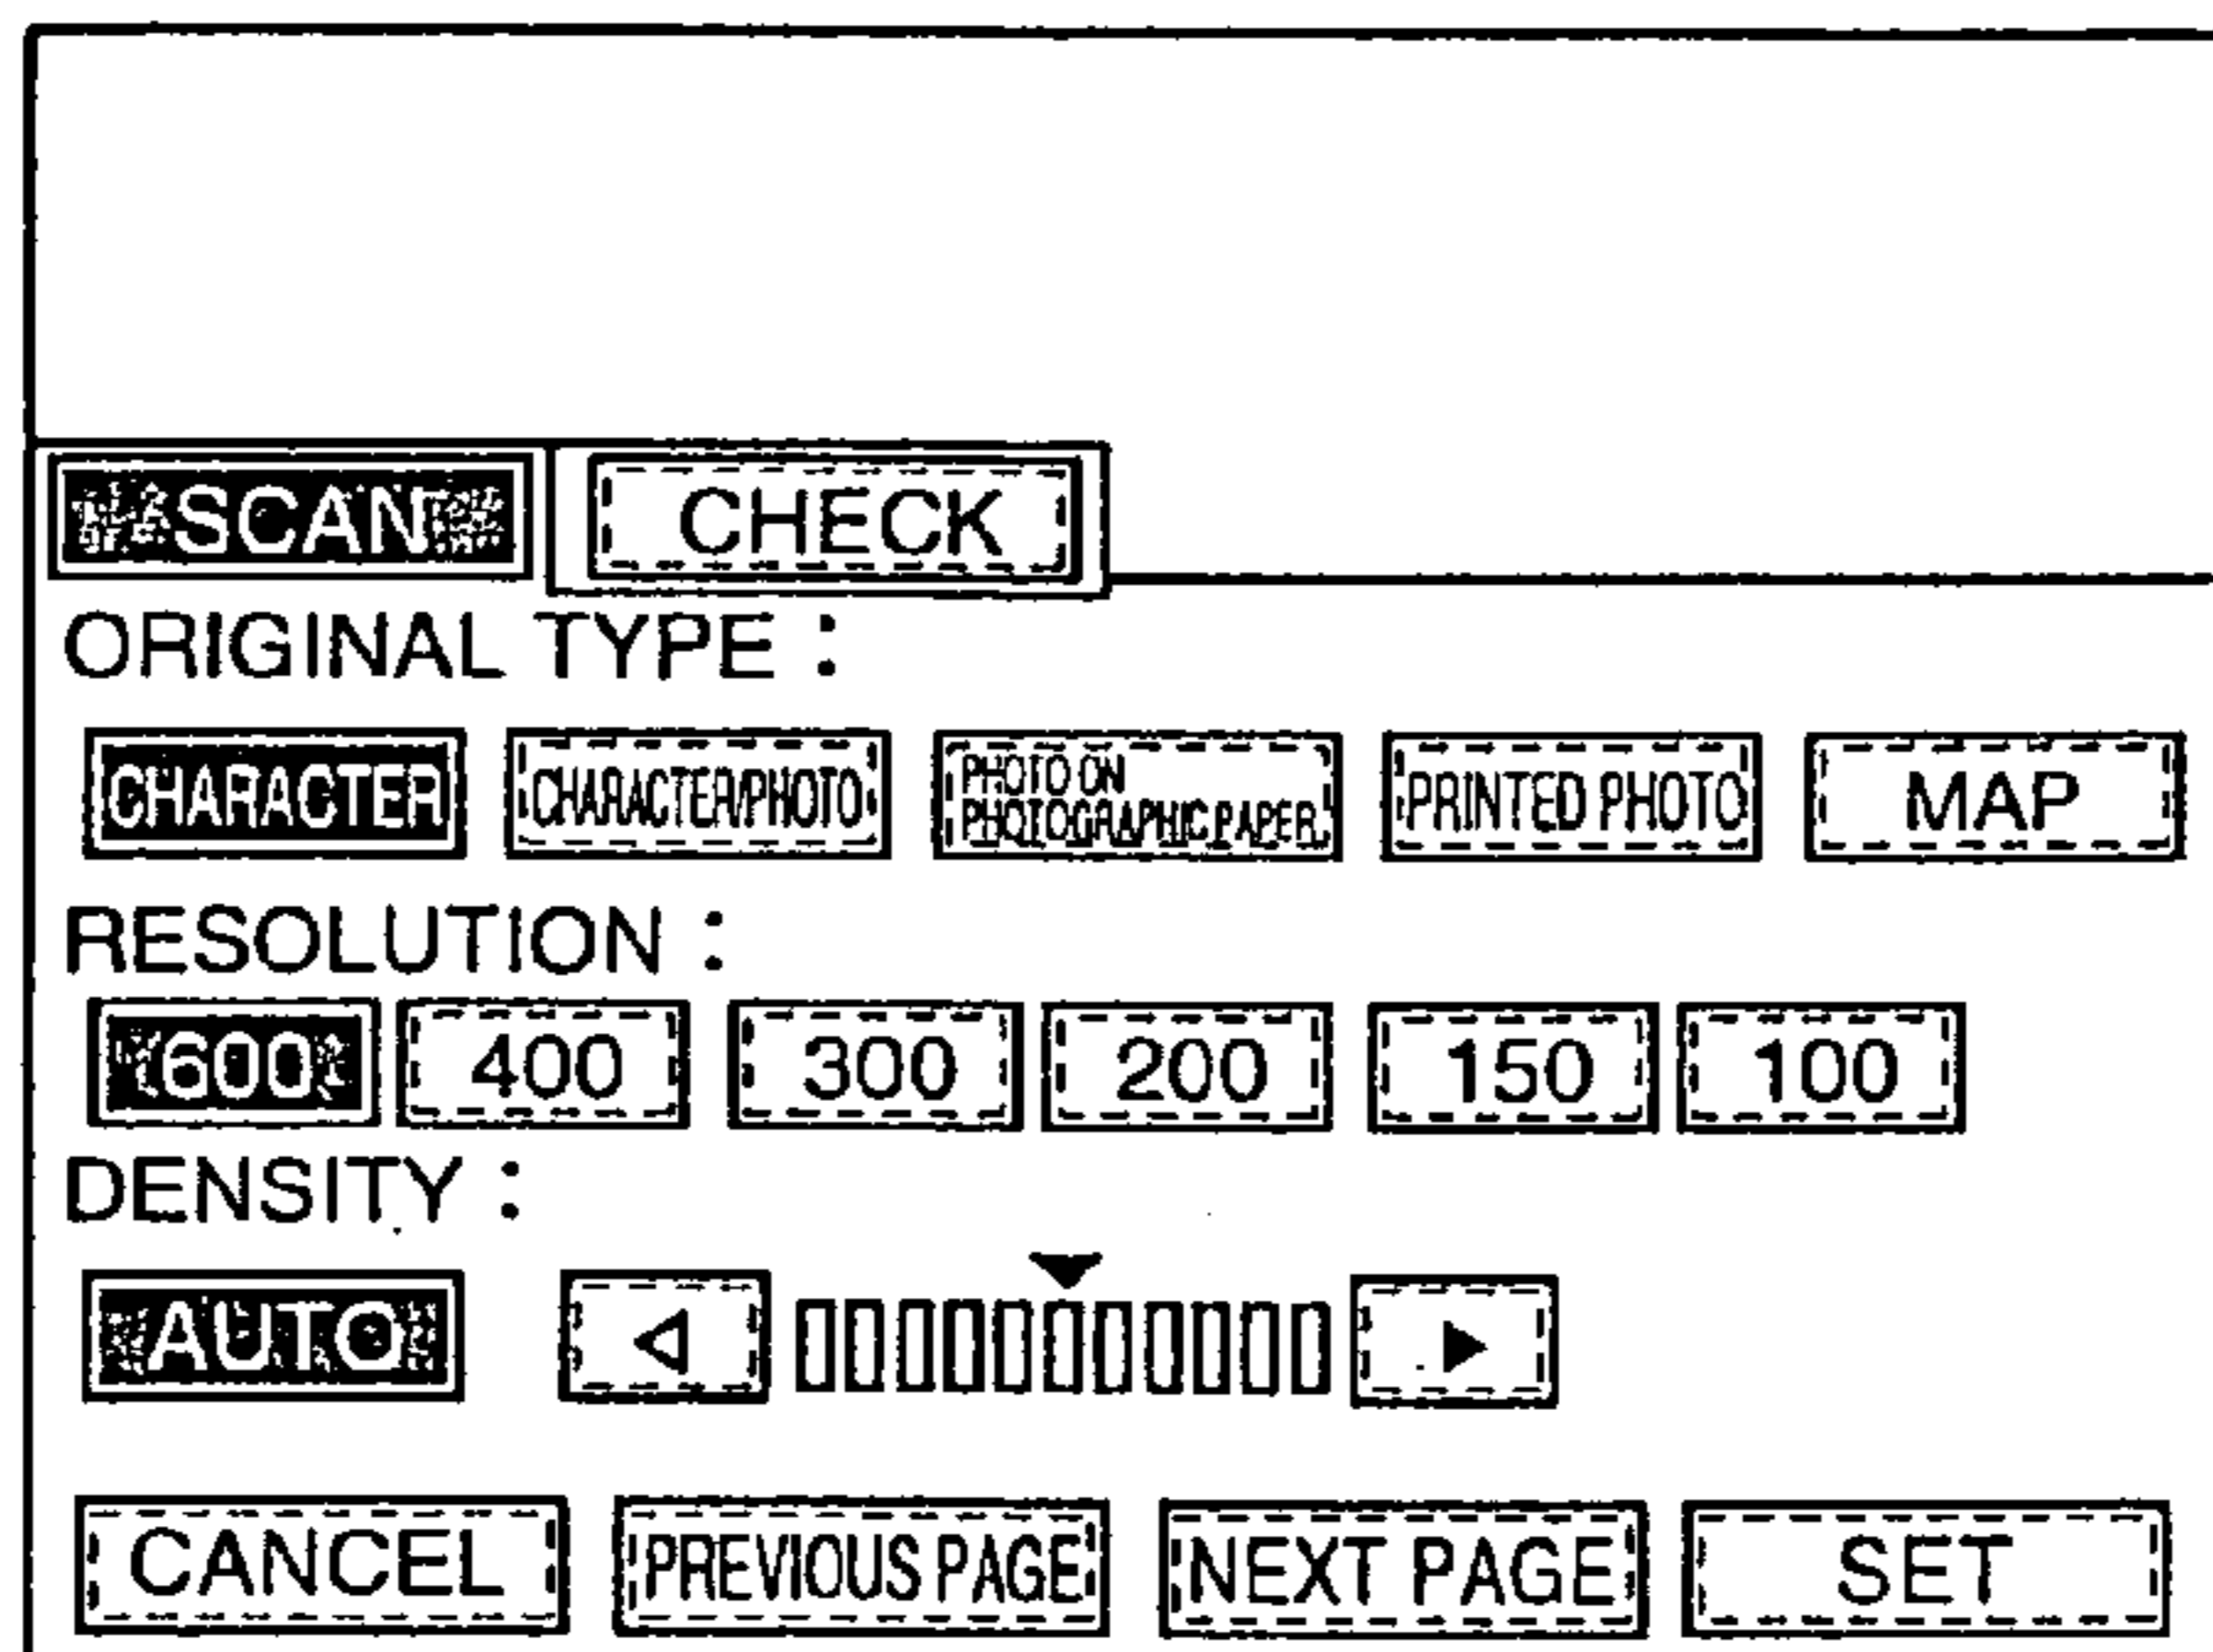 SCAN CHECK
ORIGINAL TYPE :
CHARACTER CHARACTER/PHOTO PHOTO ON PHOTOGRAPHIC PAPER PRINTED PHOTO MAP
RESOLUTION :
600 400 300 200 150 100
DENSITY :
AUTO
CANCEL PREVIOUS PAGE NEXT PAGE SET